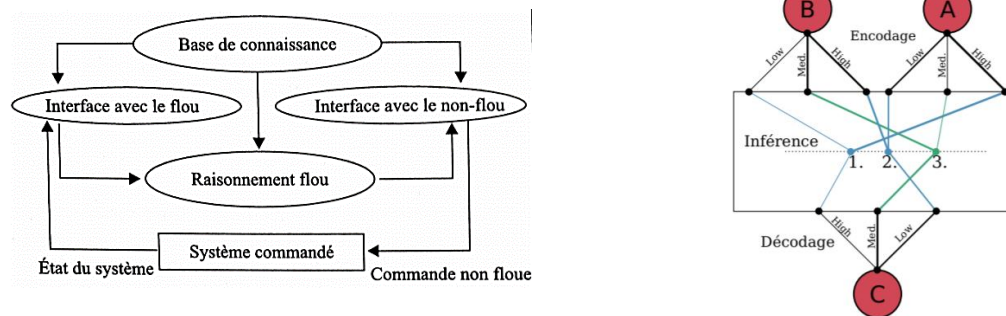 Base de connaissance
Interface avec le flou
Interface avec le non-flou
Raisonnement flou
Système commandé
État du système
Commande non floue
B
A
Encodage
Low
Med.
High
Low
Med.
High
Inférence
1.
2.
3.
High
Med.
Low
Décodage
C